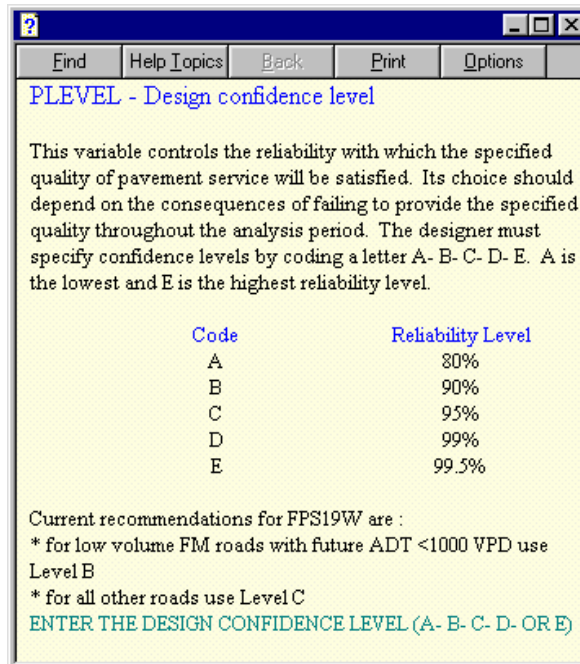 ?
Find Help Topics Back Print Options
PLEVEL - Design confidence level
This variable controls the reliability with which the specified
quality of pavement service will be satisfied. Its choice should
depend on the consequences of failing to provide the specified
quality throughout the analysis period. The designer must
specify confidence levels by coding a letter A- B- C- D- E. A is
the lowest and E is the highest reliability level.
Code Reliability Level
A 80%
B 90%
C 95%
D 99%
E 99.5%
Current recommendations for FPS19W are :
* for low volume FM roads with future ADT <1000 VPD use
Level B
* for all other roads use Level C
ENTER THE DESIGN CONFIDENCE LEVEL (A- B- C- D- OR E)